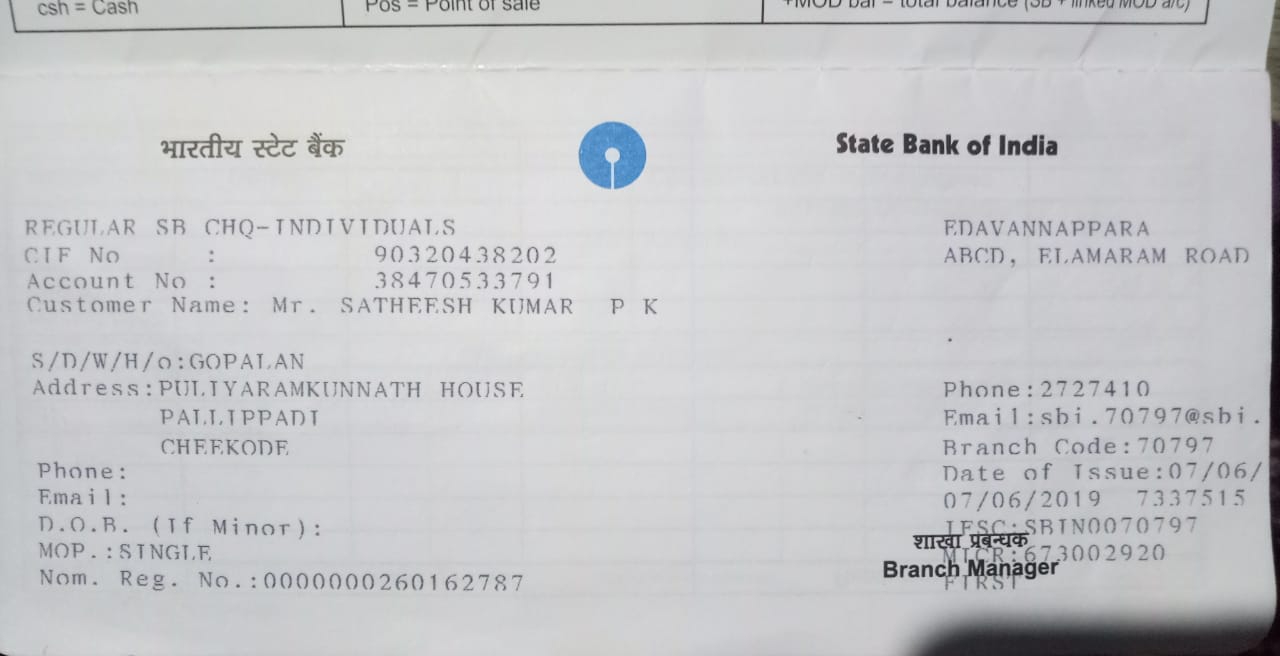 csh = Cash
Pos = Point of sale
+MOD bal = total balance (SB + linked MOD a/c)
भारतीय स्टेट बैंक
State Bank of India
REGULAR SB CHQ-INDIVIDUALS
CIF No : 90320438202
Account No : 38470533791
Customer Name: Mr. SATHEESH KUMAR P K
S/D/W/H/o:GOPALAN
Address:PULIYARAMKUNNATH HOUSE
PALLIPPADI
CHEEKODE
Phone:
Email:
D.O.B. (If Minor):
MOP.:SINGLE
Nom. Reg. No.:0000000260162787
EDAVANNAPPARA
ABCD, ELAMARAM ROAD
Phone:2727410
Email:sbi.70797@sbi.
Branch Code:70797
Date of Issue:07/06/
07/06/2019 7337515
IFSC:SBIN0070797
शाखा प्रबन्धक
MICR:673002920
Branch Manager
FIRST